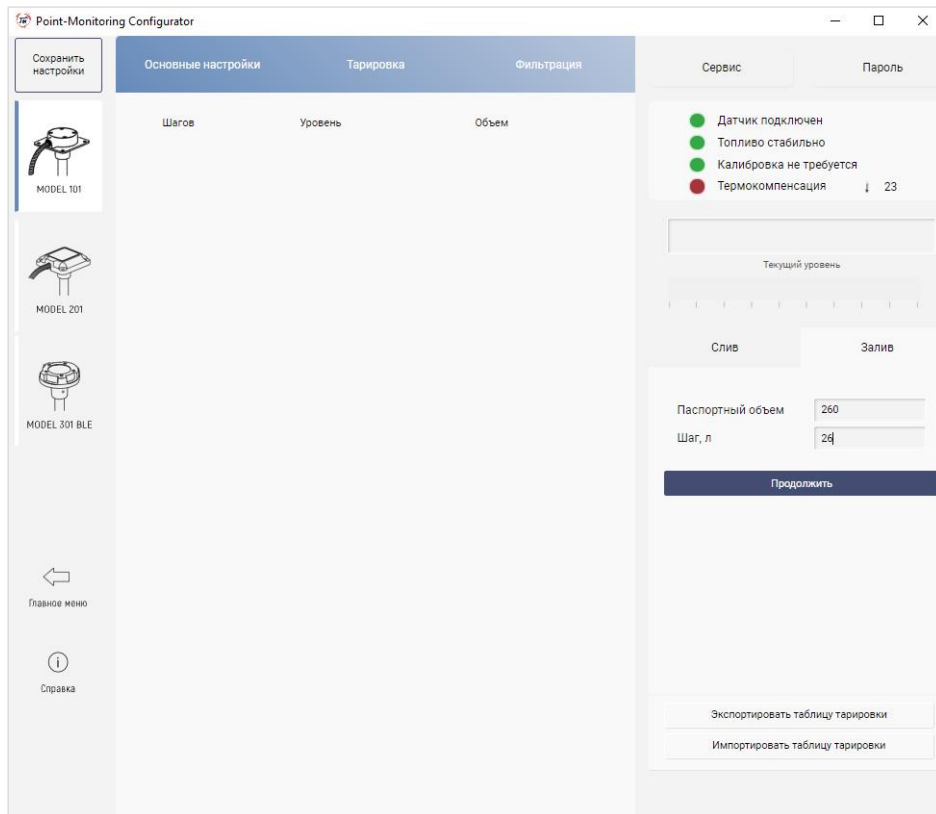 Point-Monitoring Configurator
Сохранить
настройки
Основные настройки
Тарировка
Фильтрация
Сервис
Пароль
Шагов
Уровень
Объем
Датчик подключен
Топливо стабильно
Калибровка не требуется
Термокомпенсация
23
MODEL 101
MODEL 201
MODEL 301 BLE
Текущий уровень
Слив
Залив
Паспортный объем
260
Шаг, л
26
Продолжить
Главное меню
Справка
Экспортировать таблицу тарировки
Импортировать таблицу тарировки